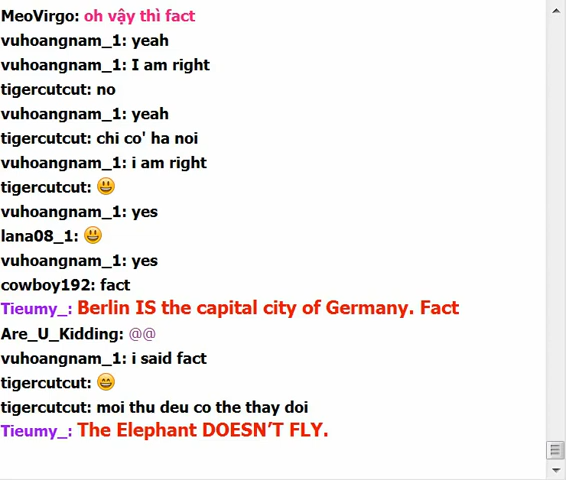 MeoVirgo: oh vậy thì fact
vuhoangnam_1: yeah
vuhoangnam_1: I am right
tigercutcut: no
vuhoangnam_1: yeah
tigercutcut: chi co' ha noi
vuhoangnam_1: i am right
tigercutcut: 😃
vuhoangnam_1: yes
lana08_1: 😃
vuhoangnam_1: yes
cowboy192: fact
Tieumy_: Berlin IS the capital city of Germany. Fact
Are_U_Kidding: @@
vuhoangnam_1: i said fact
tigercutcut: 😄
tigercutcut: moi thu deu co the thay doi
Tieumy_: The Elephant DOESN’T FLY.